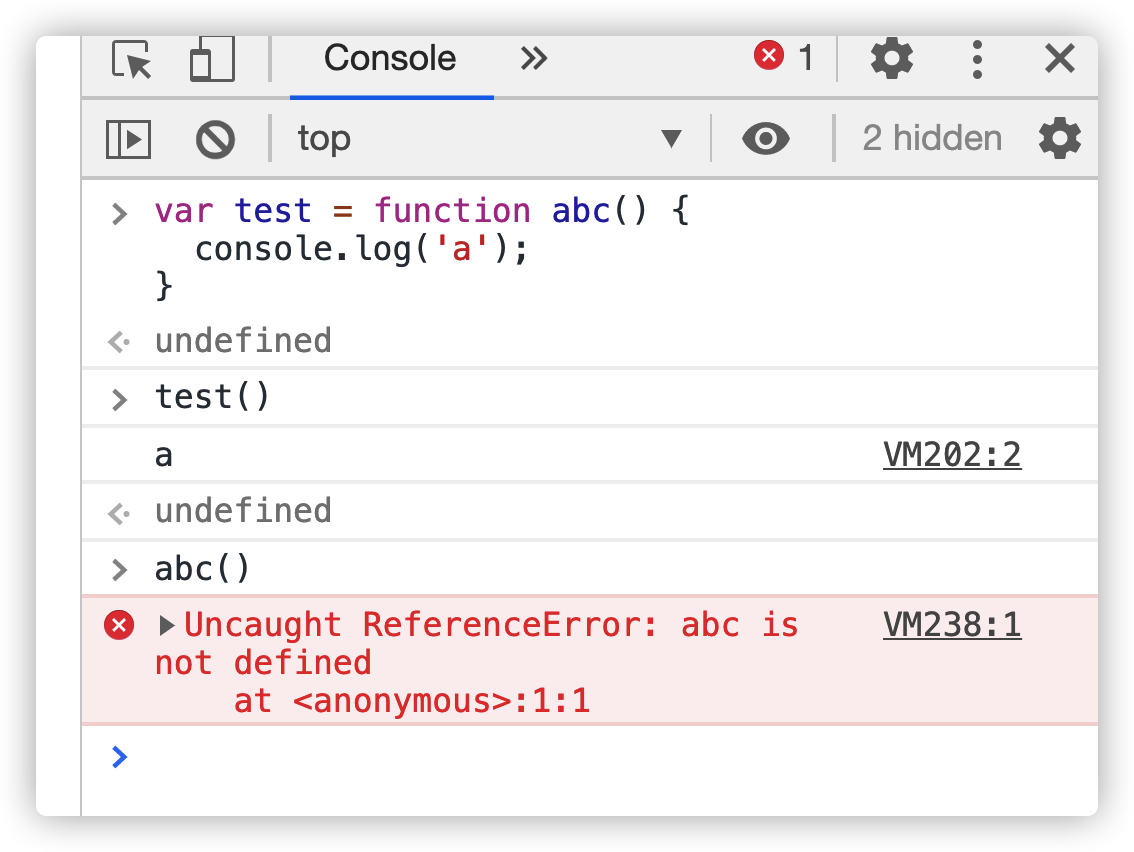 Console 1
top 2 hidden
var test = function abc() {
  console.log('a');
}
undefined
test()
a VM202:2
undefined
abc()
Uncaught ReferenceError: abc is VM238:1
not defined
    at <anonymous>:1:1